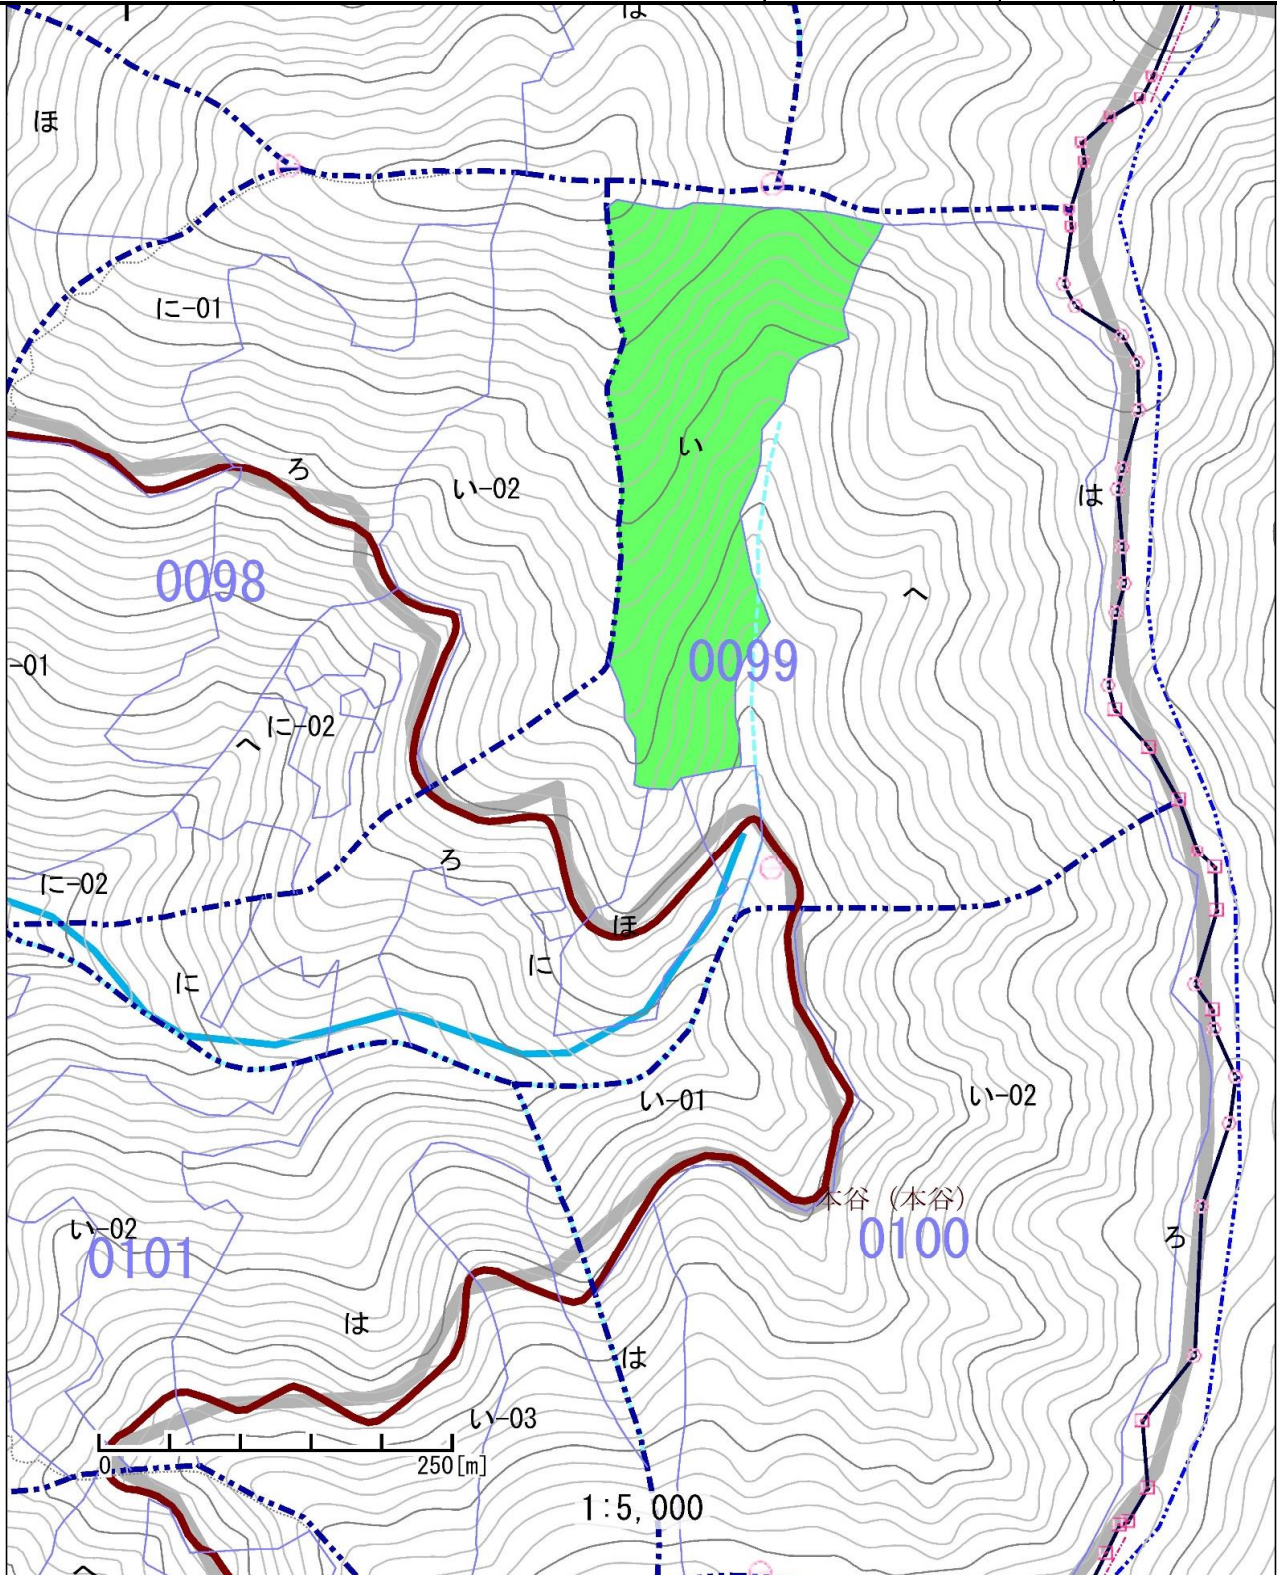 は
ほ
に-01
い
ろ
い-02
は
0098
へ
0099
-01
に-02
へ
ろ
に-02
ほ
に
に
い-01
い-02
本谷 (本谷)
い-02
0100
ろ
0101
は
は
い-03
0 250[m]
1:5,000
へ